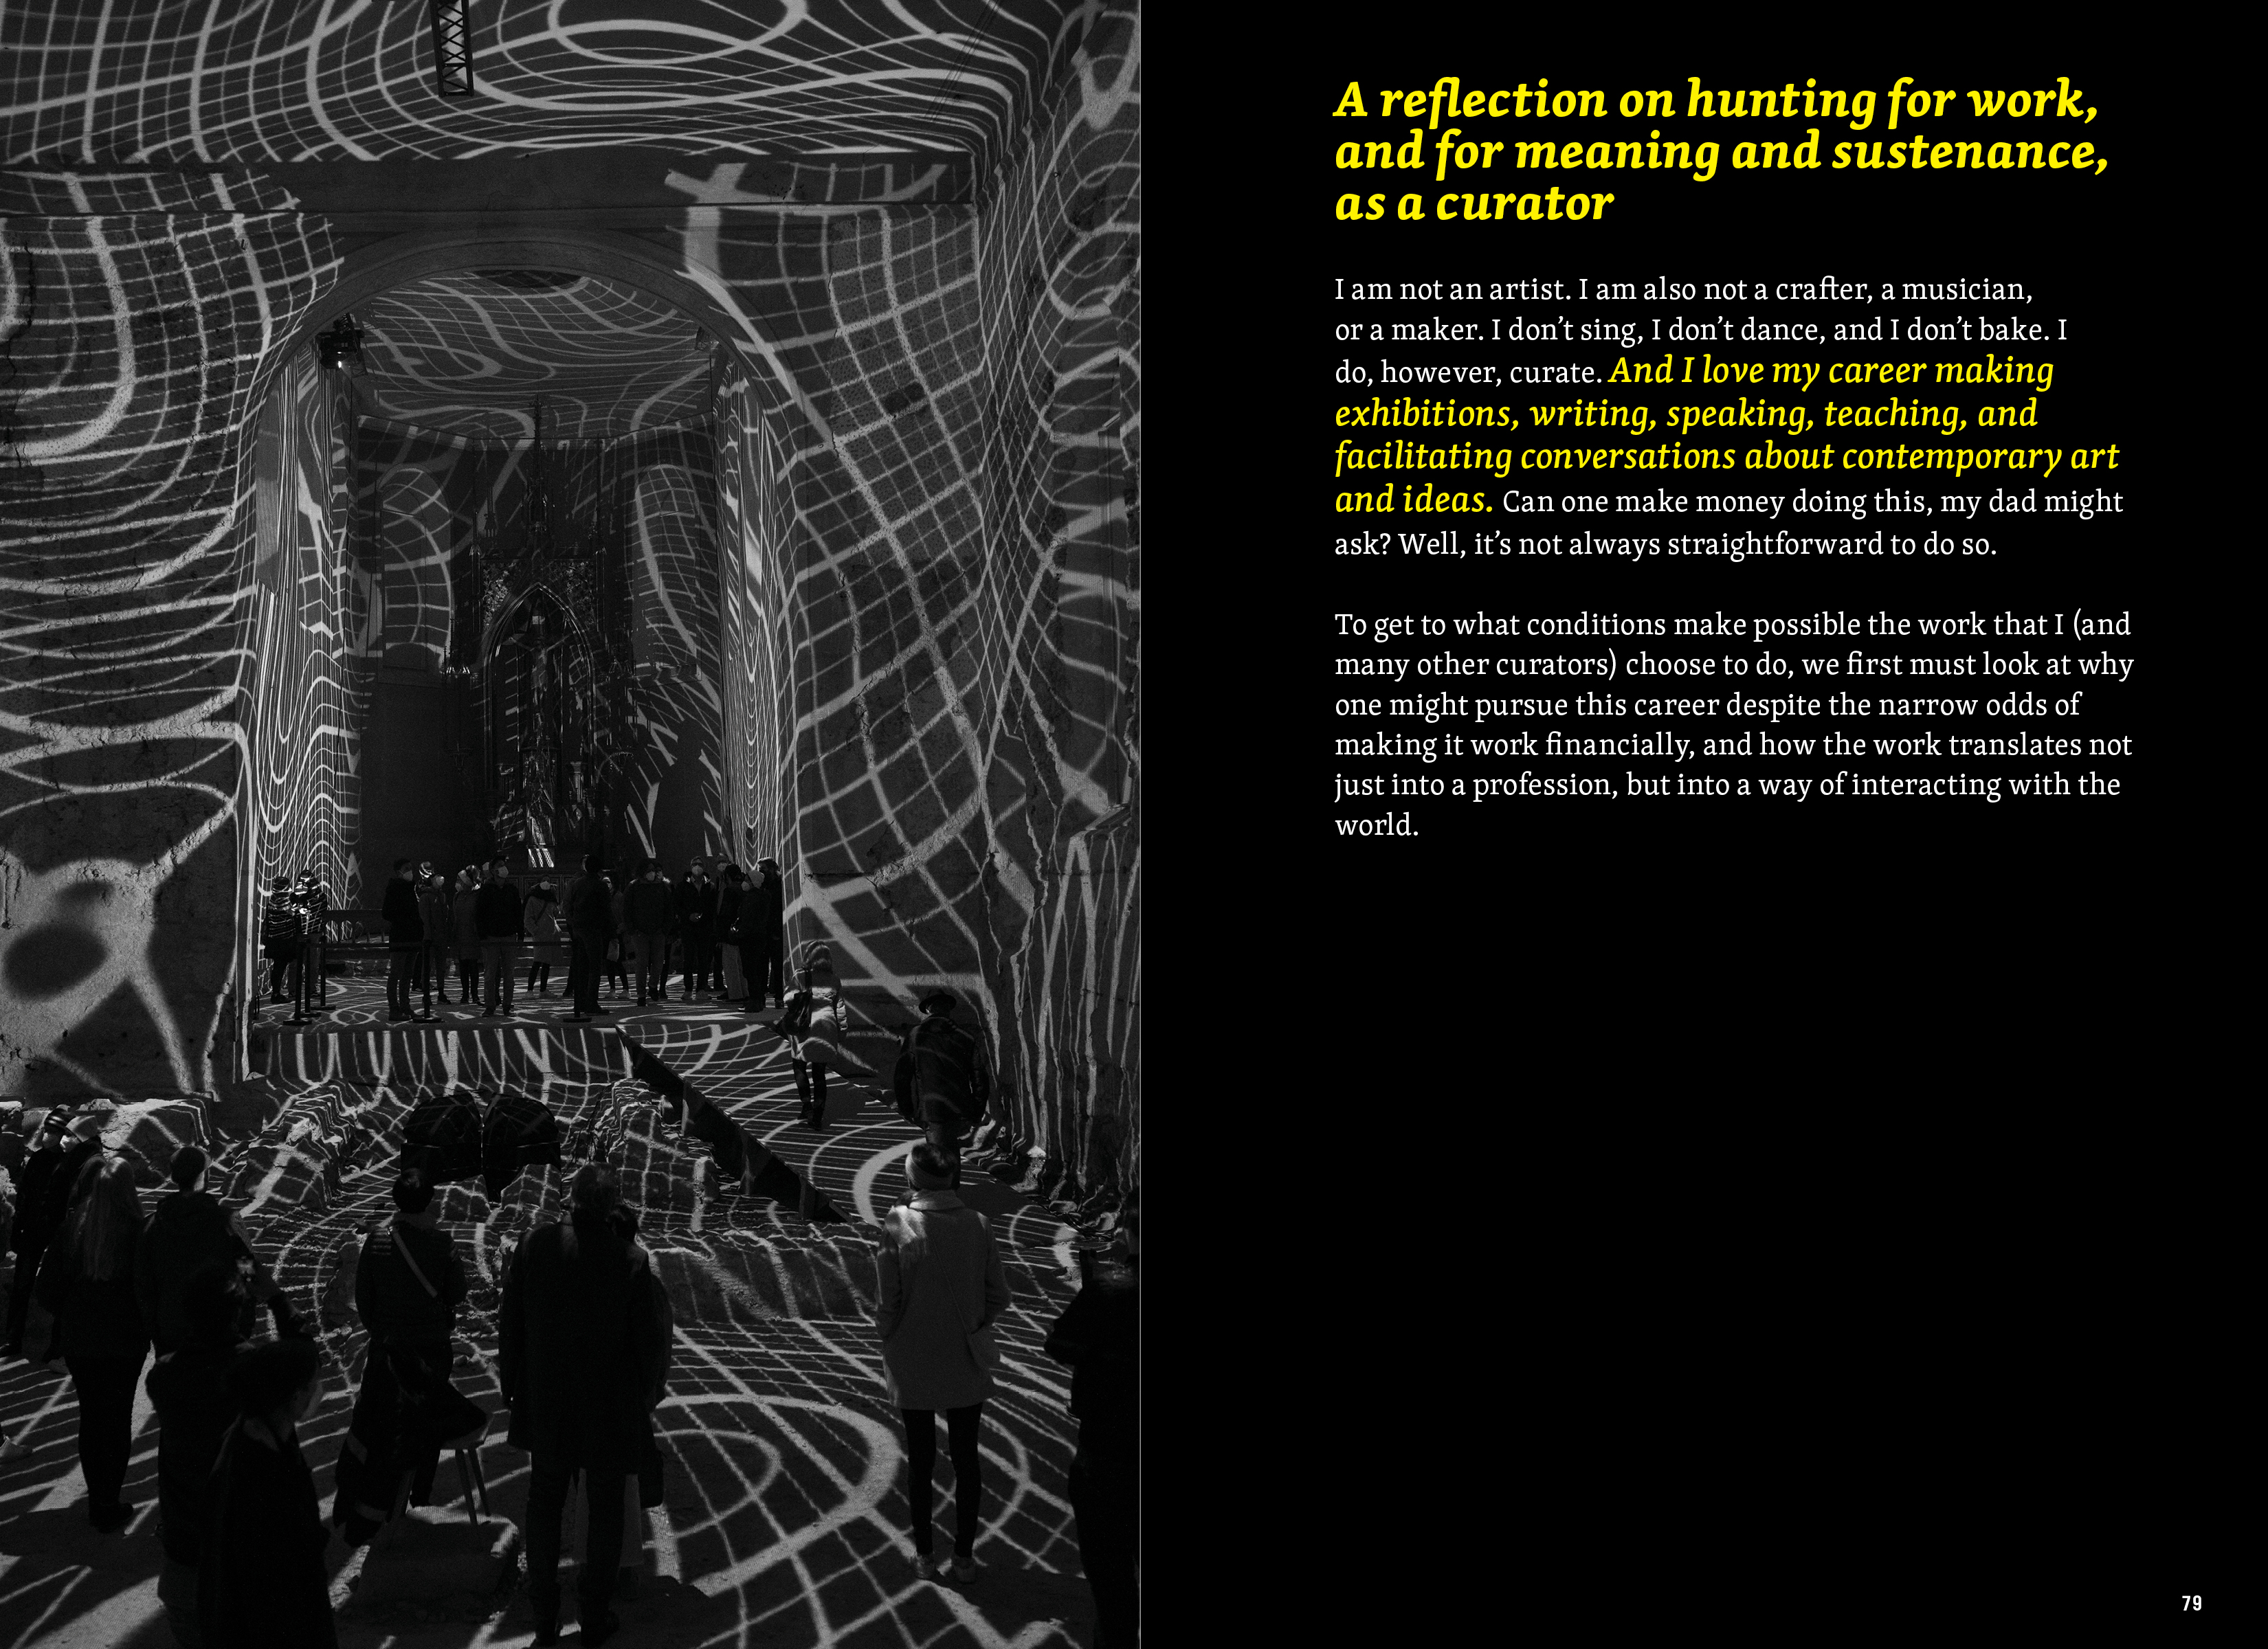 A reflection on hunting for work,
and for meaning and sustenance,
as a curator
I am not an artist. I am also not a crafter, a musician,
or a maker. I don’t sing, I don’t dance, and I don’t bake. I
do, however, curate. And I love my career making
exhibitions, writing, speaking, teaching, and
facilitating conversations about contemporary art
and ideas. Can one make money doing this, my dad might
ask? Well, it’s not always straightforward to do so.
To get to what conditions make possible the work that I (and
many other curators) choose to do, we first must look at why
one might pursue this career despite the narrow odds of
making it work financially, and how the work translates not
just into a profession, but into a way of interacting with the
world.
79